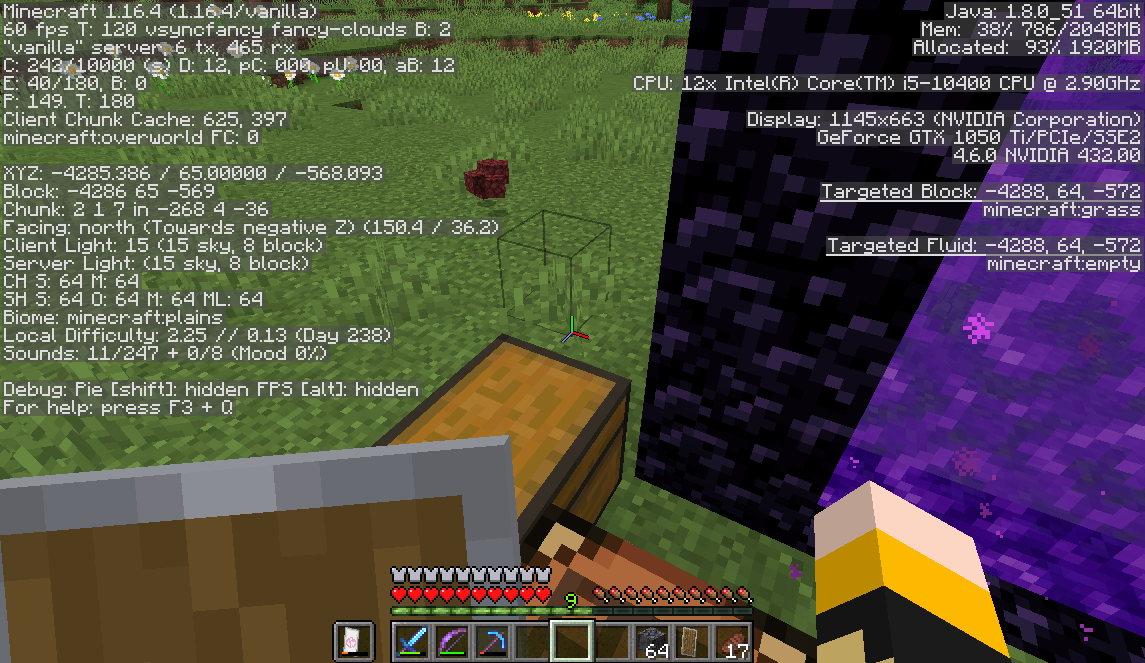 Minecraft 1.16.4 (1.16.4/vanilla)
60 fps T: 120 vsyncfancy fancy-clouds B: 2
"vanilla" server, 6 tx, 465 rx
C: 242/10000 (s) D: 12, pC: 000, pU: 00, aB: 12
E: 40/180, B: 0
P: 149. T: 180
Client Chunk Cache: 625, 397
minecraft:overworld FC: 0
XYZ: -4285.386 / 65.00000 / -568.093
Block: -4286 65 -569
Chunk: 2 1 7 in -268 4 -36
Facing: north (Towards negative Z) (150.4 / 36.2)
Client Light: 15 (15 sky, 8 block)
Server Light: (15 sky, 8 block)
CH S: 64 M: 64
SH S: 64 O: 64 M: 64 ML: 64
Biome: minecraft:plains
Local Difficulty: 2.25 // 0.13 (Day 238)
Sounds: 11/247 + 0/8 (Mood 0%)
Debug: Pie [shift]: hidden FPS [alt]: hidden
For help: press F3 + Q
Java: 1.8.0_51 64bit
Mem: 38% 786/2048MB
Allocated: 93% 1920MB
CPU: 12x Intel(R) Core(TM) i5-10400 CPU @ 2.90GHz
Display: 1145x663 (NVIDIA Corporation)
GeForce GTX 1050 Ti/PCIe/SSE2
4.6.0 NVIDIA 432.00
Targeted Block: -4288, 64, -572
minecraft:grass
Targeted Fluid: -4288, 64, -572
minecraft:empty
9
64
17